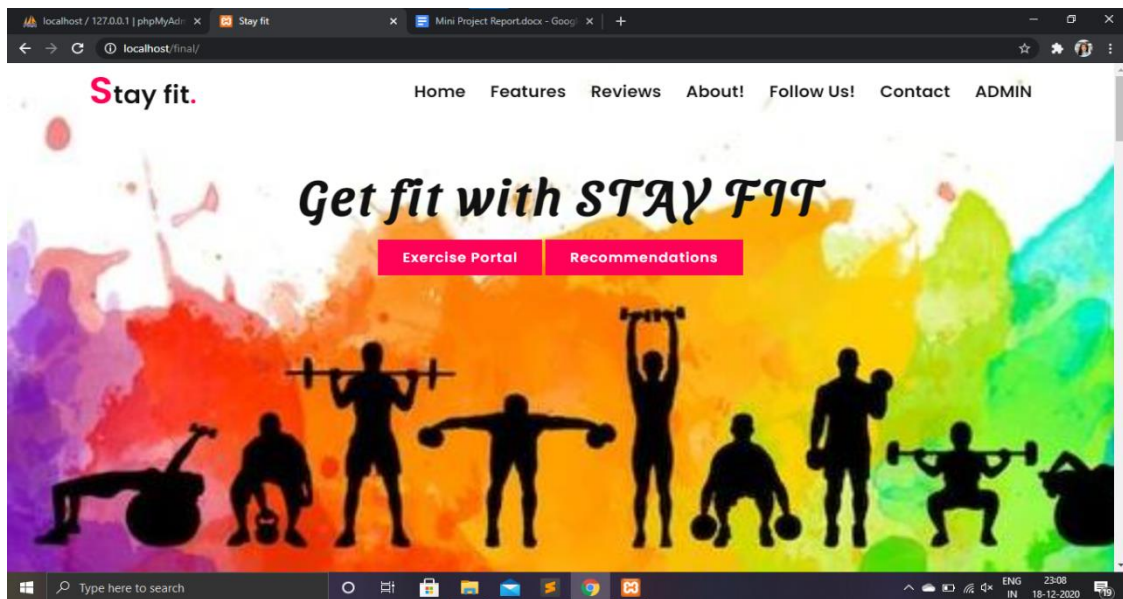 localhost / 127.0.0.1 | phpMyAdm
Stay fit
Mini Project Report.docx - Goog
localhost/final/
Stay fit.
Home Features Reviews About! Follow Us! Contact ADMIN
Get fit with STAY FIT
Exercise Portal Recommendations
Type here to search
ENG 23:08
IN 18-12-2020
19